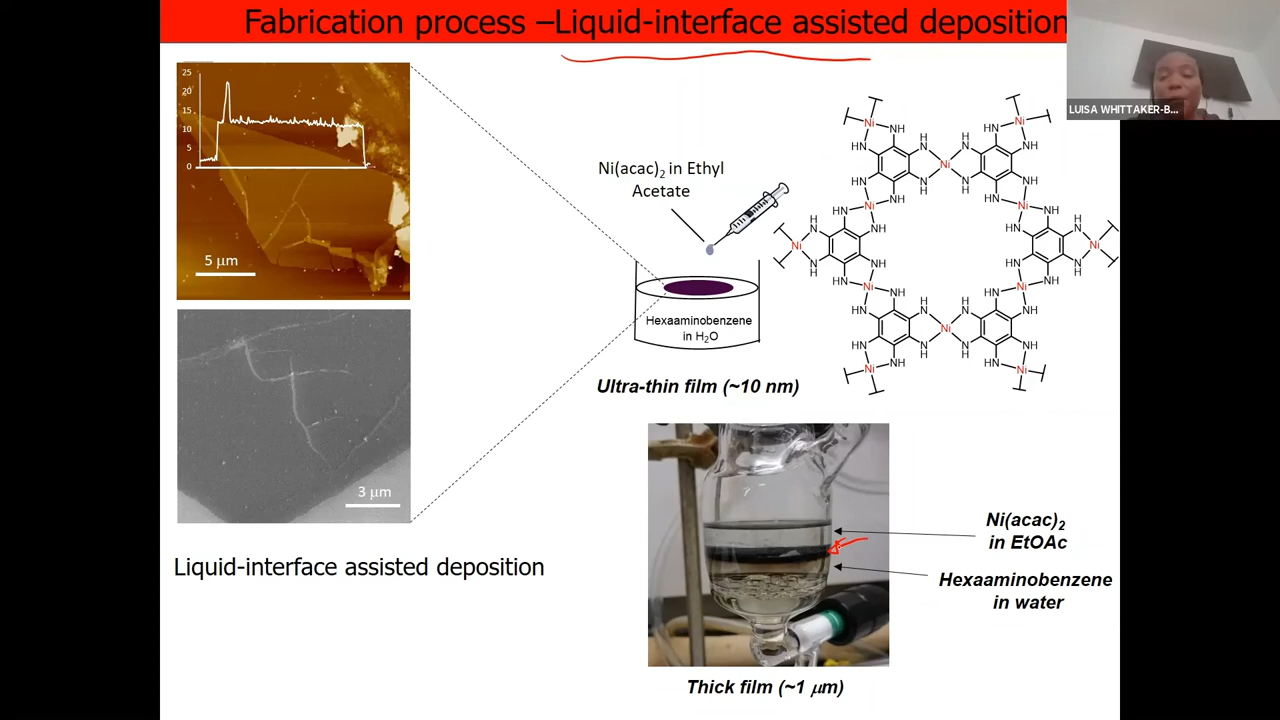 Fabrication process –Liquid-interface assisted deposition
LUISA WHITTAKER-B...
25
20
15
10
5
0
5 μm
Ni(acac)2 in Ethyl
Acetate
Hexaaminobenzene
in H2O
Ultra-thin film (~10 nm)
3 μm
Liquid-interface assisted deposition
Ni(acac)2
in EtOAc
Hexaaminobenzene
in water
Thick film (~1 μm)